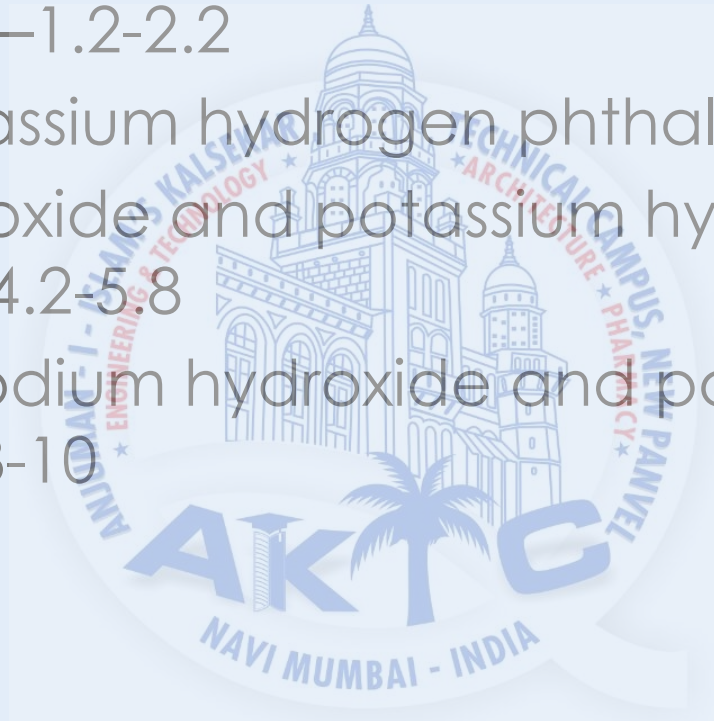 –1.2-2.2
assium hydrogen phthal
oxide and potassium hy
4.2-5.8
odium hydroxide and po
8-10
ANJUMAN - I - ISLAM'S KALSEKAR TECHNICAL CAMPUS, NEW PANVEL
★ ENGINEERING & TECHNOLOGY ★ ★ ARCHITECTURE ★ PHARMACY ★
AKTC
NAVI MUMBAI - INDIA